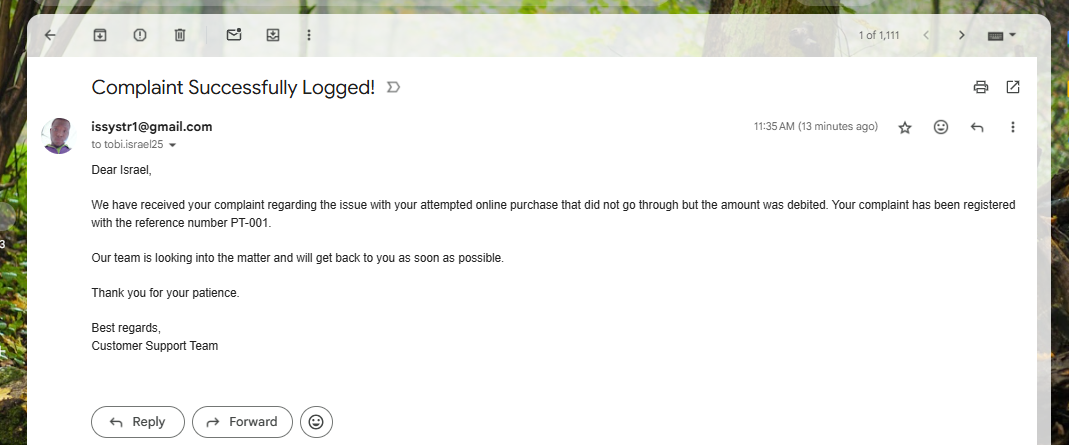 1 of 1,111
Complaint Successfully Logged!
issystr1@gmail.com
11:35 AM (13 minutes ago)
to tobi.israel25
Dear Israel,
We have received your complaint regarding the issue with your attempted online purchase that did not go through but the amount was debited. Your complaint has been registered
with the reference number PT-001.
Our team is looking into the matter and will get back to you as soon as possible.
Thank you for your patience.
Best regards,
Customer Support Team
Reply
Forward
3